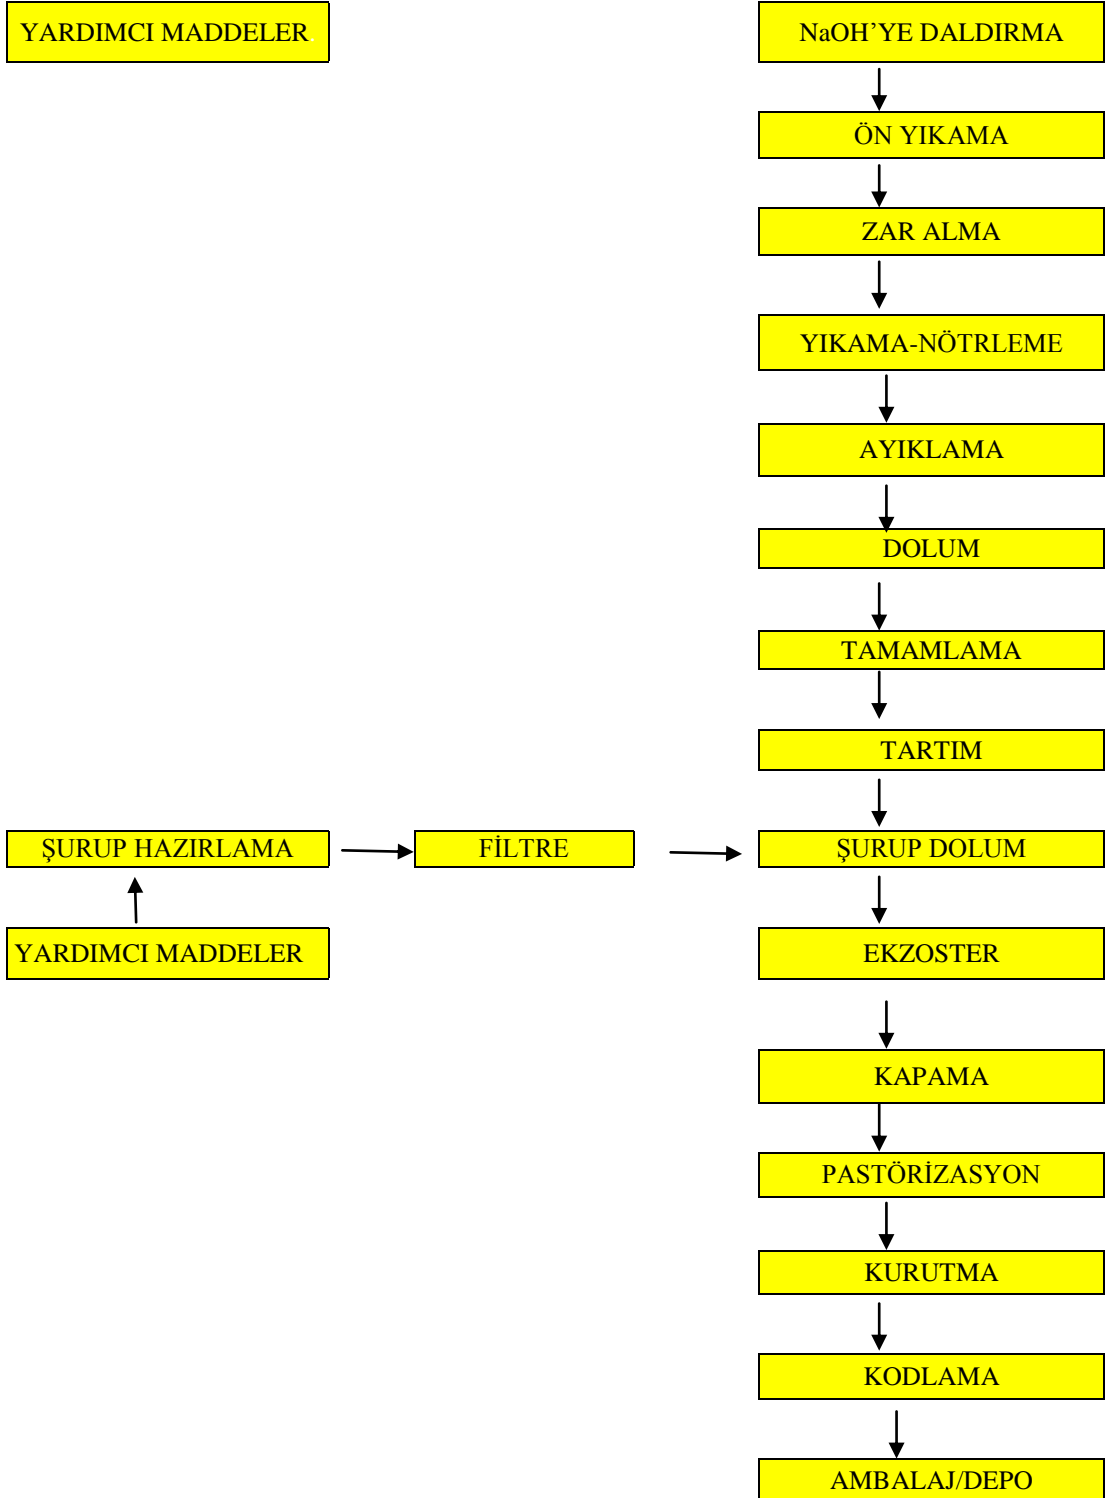 YARDIMCI MADDELER.
NaOH’YE DALDIRMA
ÖN YIKAMA
ZAR ALMA
YIKAMA-NÖTRLEME
AYIKLAMA
DOLUM
TAMAMLAMA
TARTIM
ŞURUP HAZIRLAMA
FİLTRE
ŞURUP DOLUM
YARDIMCI MADDELER
EKZOSTER
KAPAMA
PASTÖRİZASYON
KURUTMA
KODLAMA
AMBALAJ/DEPO